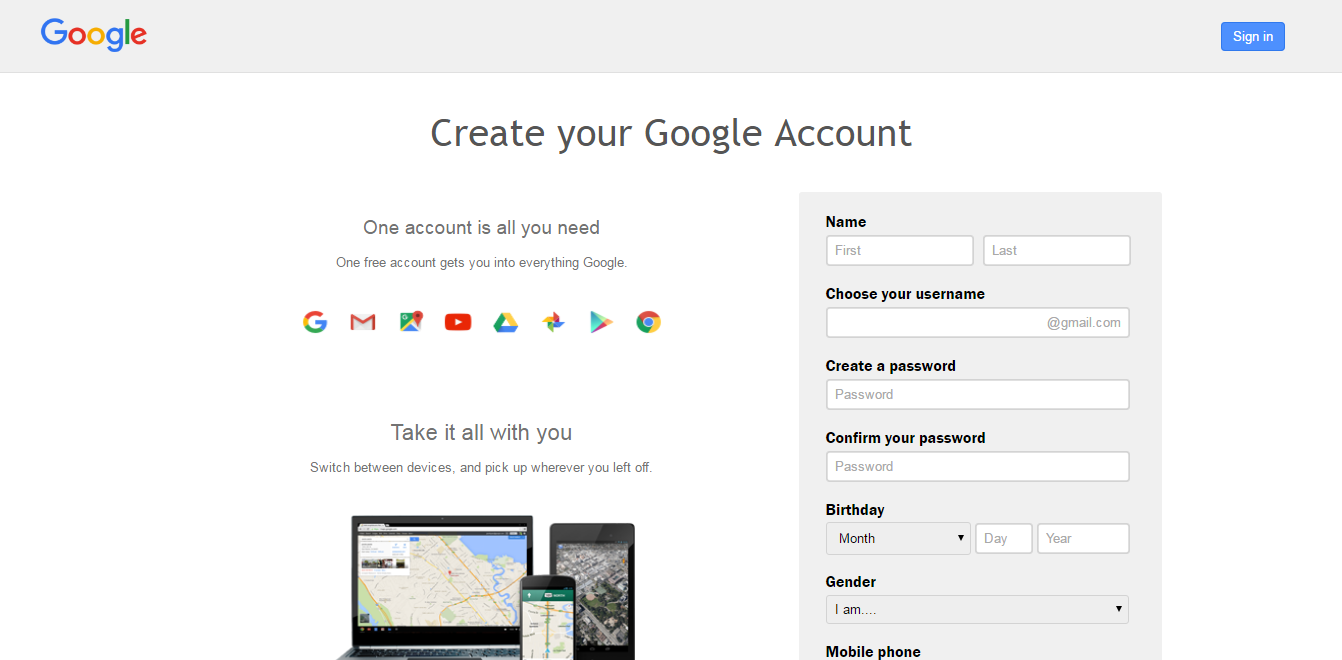 Google
Sign in
Create your Google Account
One account is all you need
One free account gets you into everything Google.
Take it all with you
Switch between devices, and pick up wherever you left off.
Name
First Last
Choose your username
@gmail.com
Create a password
Password
Confirm your password
Password
Birthday
Month Day Year
Gender
I am....
Mobile phone